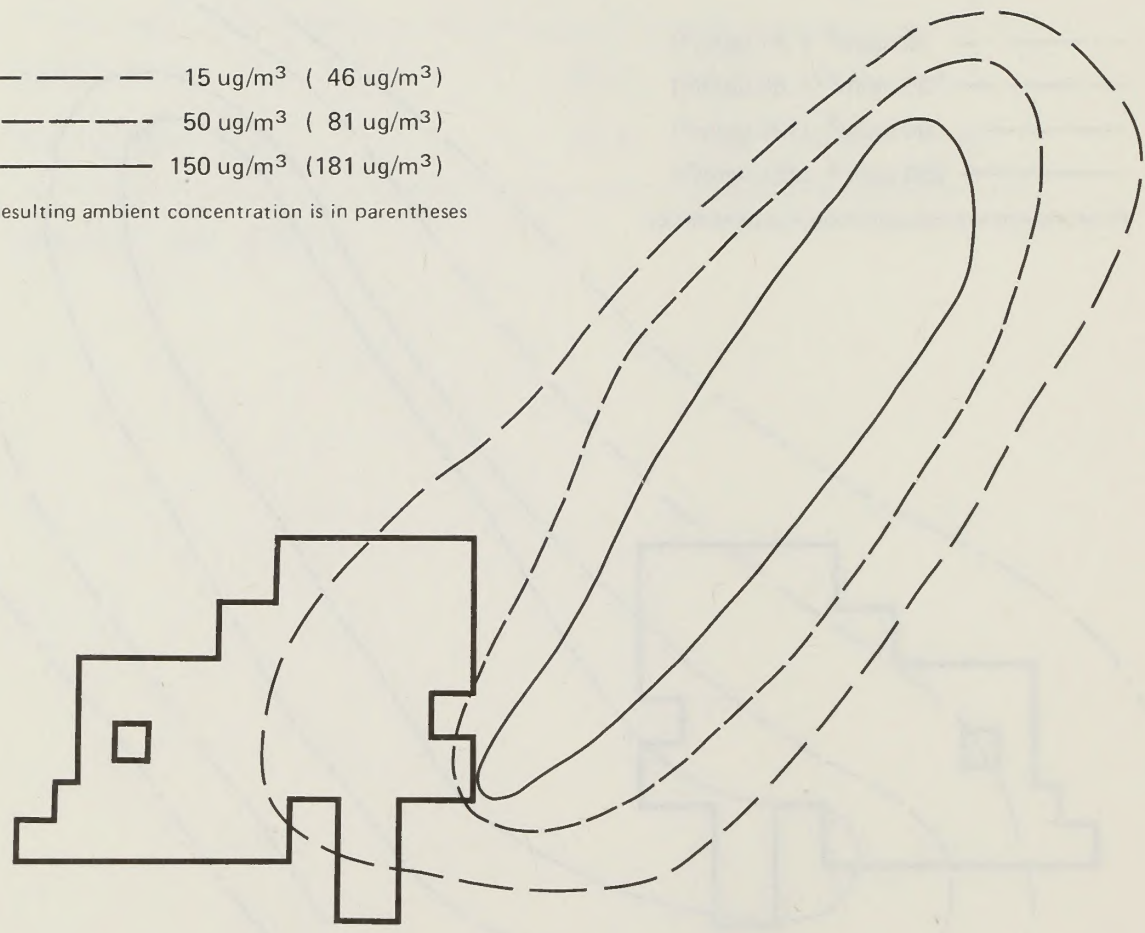 15 ug/m³ ( 46 ug/m³)
50 ug/m³ ( 81 ug/m³)
150 ug/m³ (181 ug/m³)
esulting ambient concentration is in parentheses